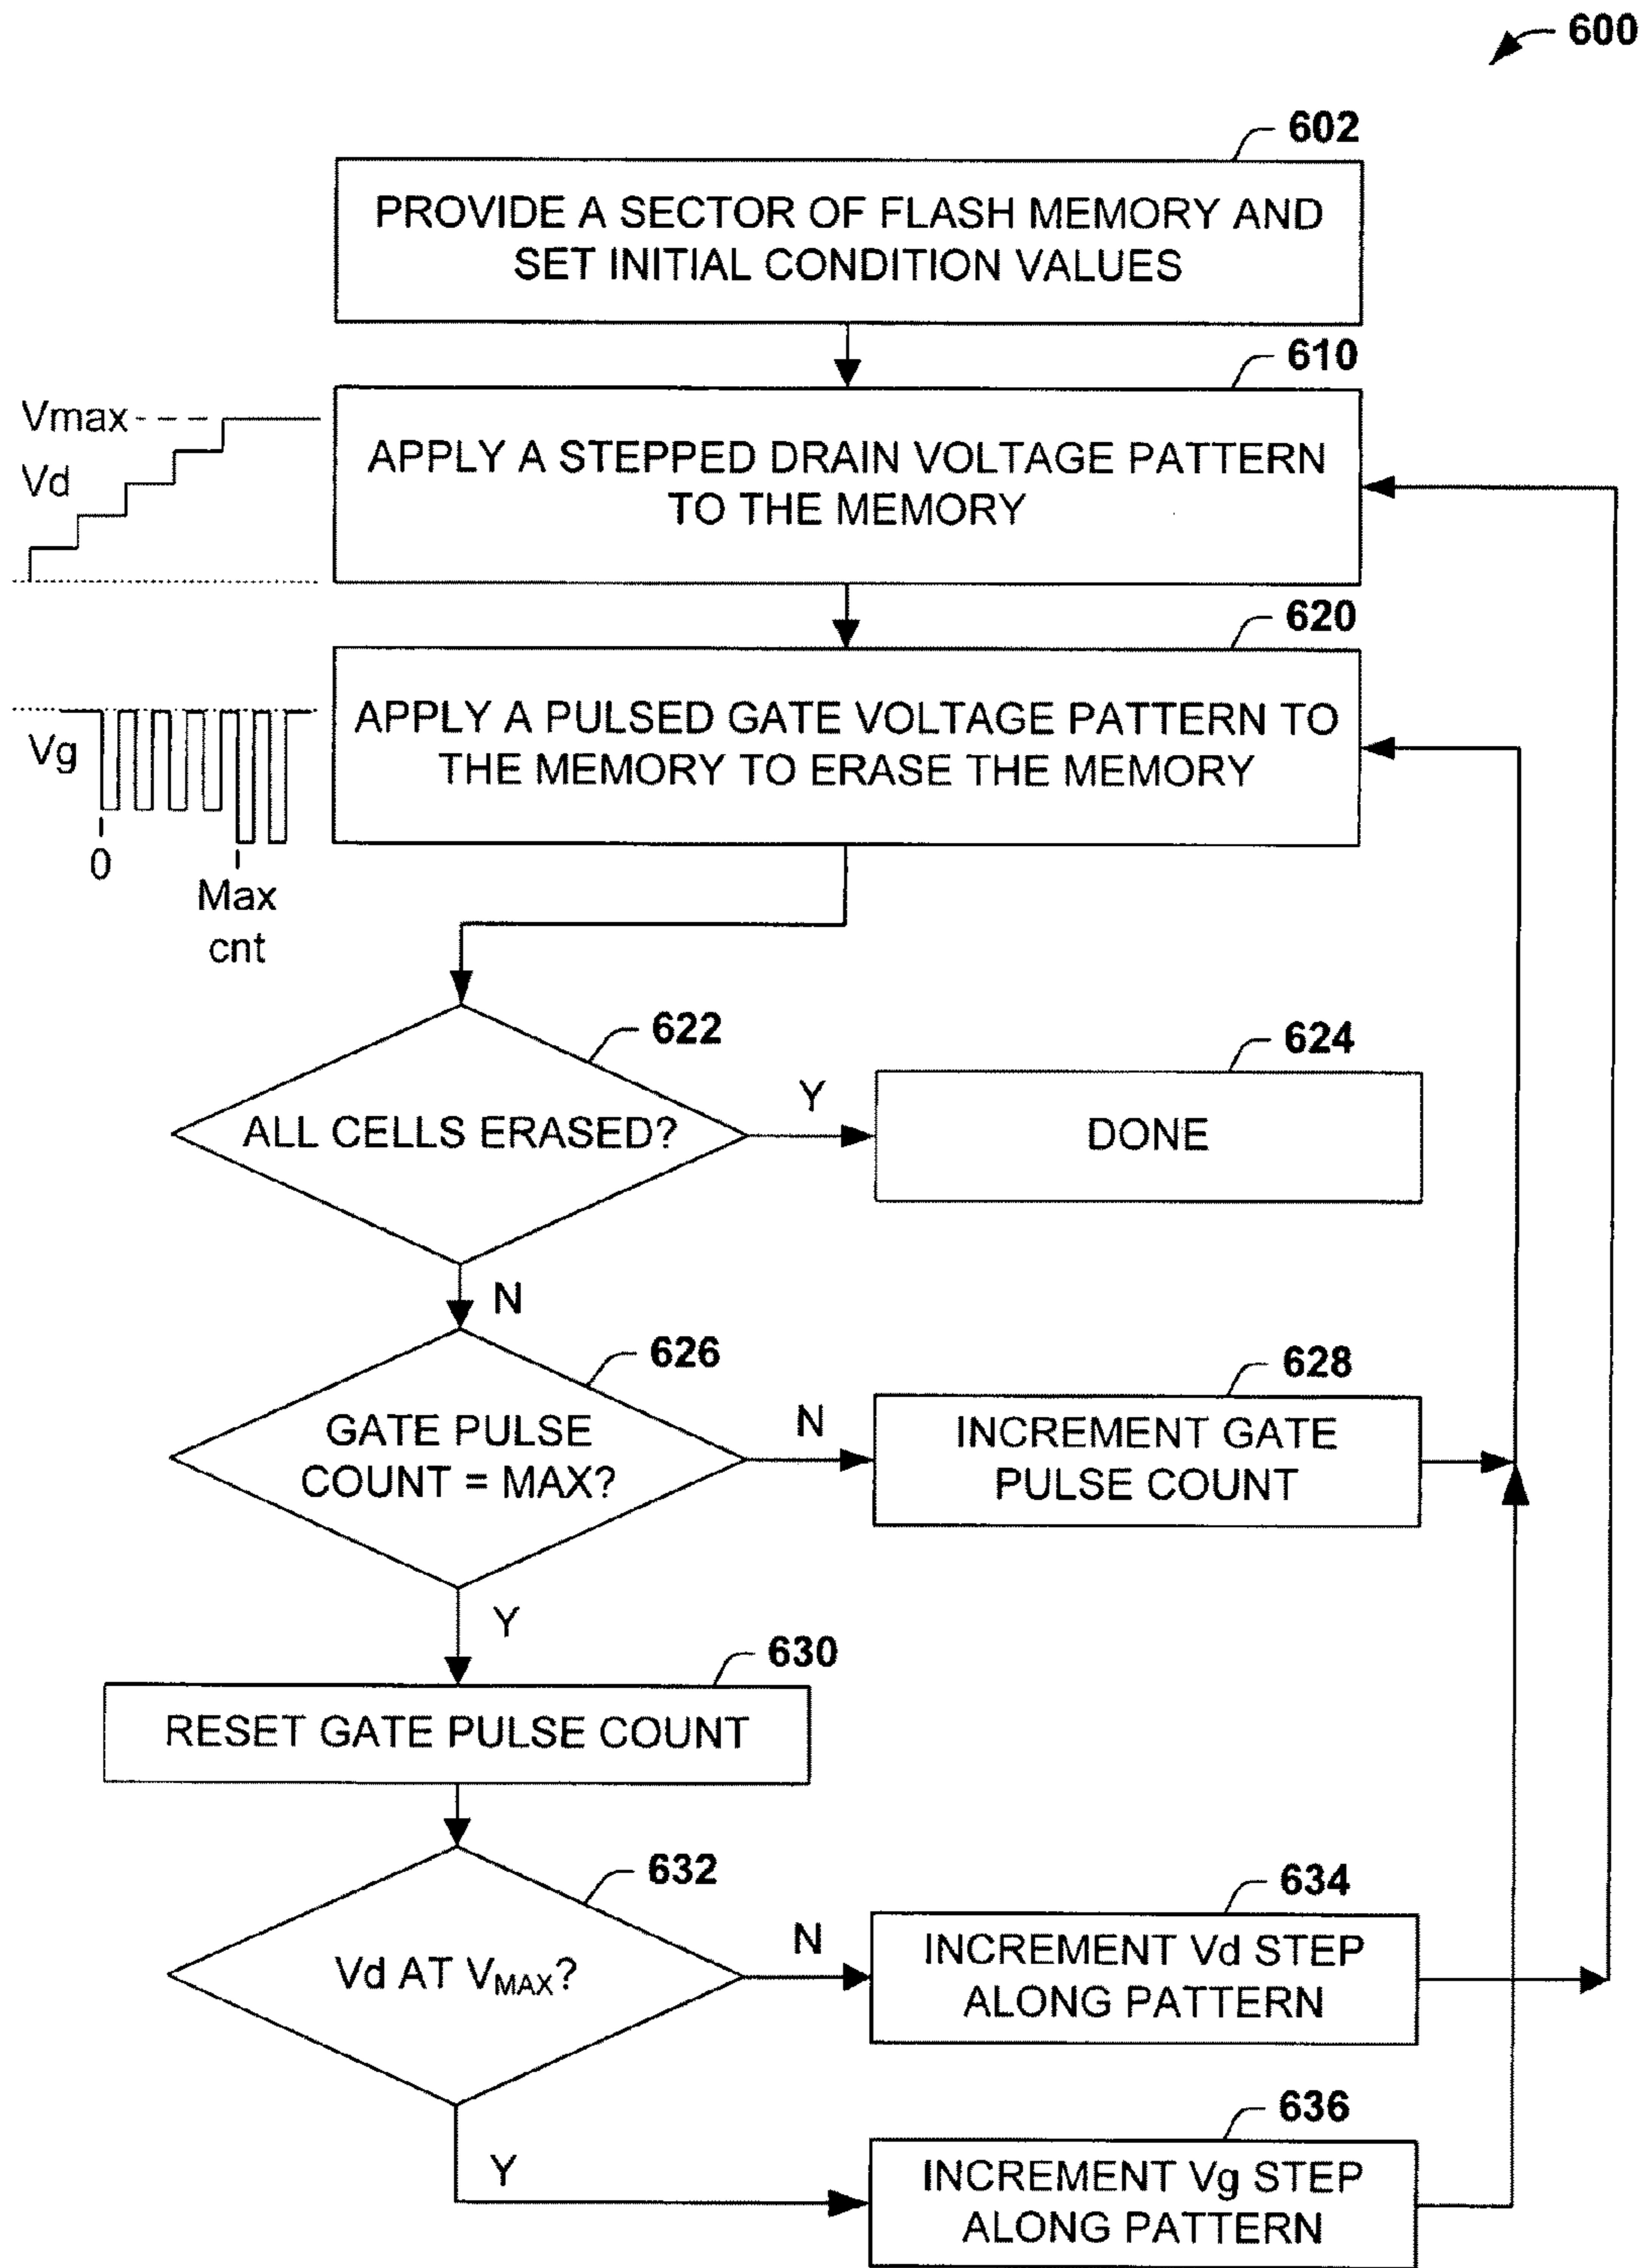 600
602
PROVIDE A SECTOR OF FLASH MEMORY AND
SET INITIAL CONDITION VALUES
610
Vmax
Vd
APPLY A STEPPED DRAIN VOLTAGE PATTERN
TO THE MEMORY
620
Vg
0
Max
cnt
APPLY A PULSED GATE VOLTAGE PATTERN TO
THE MEMORY TO ERASE THE MEMORY
622
ALL CELLS ERASED?
Y
624
DONE
N
626
GATE PULSE
COUNT = MAX?
N
628
INCREMENT GATE
PULSE COUNT
Y
630
RESET GATE PULSE COUNT
632
Vd AT VMAX?
N
634
INCREMENT Vd STEP
ALONG PATTERN
Y
636
INCREMENT Vg STEP
ALONG PATTERN